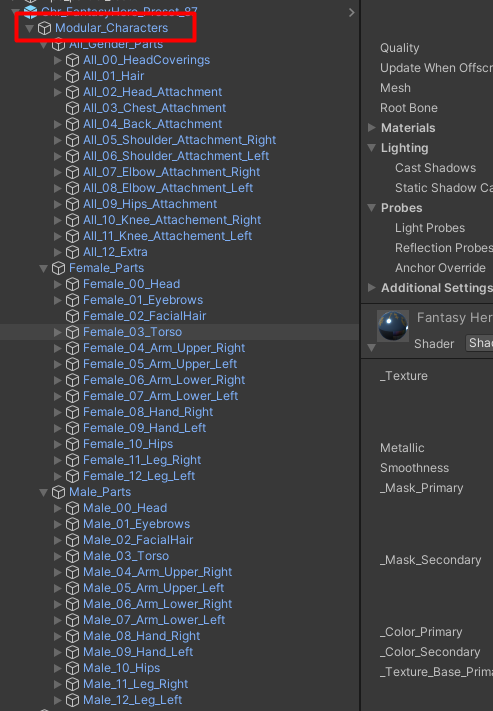 Chr_FantasyHero_Preset_87
Modular_Characters
All_Gender_Parts
All_00_HeadCoverings
All_01_Hair
All_02_Head_Attachment
All_03_Chest_Attachment
All_04_Back_Attachment
All_05_Shoulder_Attachment_Right
All_06_Shoulder_Attachment_Left
All_07_Elbow_Attachment_Right
All_08_Elbow_Attachment_Left
All_09_Hips_Attachment
All_10_Knee_Attachement_Right
All_11_Knee_Attachement_Left
All_12_Extra
Female_Parts
Female_00_Head
Female_01_Eyebrows
Female_02_FacialHair
Female_03_Torso
Female_04_Arm_Upper_Right
Female_05_Arm_Upper_Left
Female_06_Arm_Lower_Right
Female_07_Arm_Lower_Left
Female_08_Hand_Right
Female_09_Hand_Left
Female_10_Hips
Female_11_Leg_Right
Female_12_Leg_Left
Male_Parts
Male_00_Head
Male_01_Eyebrows
Male_02_FacialHair
Male_03_Torso
Male_04_Arm_Upper_Right
Male_05_Arm_Upper_Left
Male_06_Arm_Lower_Right
Male_07_Arm_Lower_Left
Male_08_Hand_Right
Male_09_Hand_Left
Male_10_Hips
Male_11_Leg_Right
Male_12_Leg_Left
Quality
Update When Offscr
Mesh
Root Bone
Materials
Lighting
Cast Shadows
Static Shadow Ca
Probes
Light Probes
Reflection Probes
Anchor Override
Additional Settings
Fantasy Her
Shader Shad
_Texture
Metallic
Smoothness
_Mask_Primary
_Mask_Secondary
_Color_Primary
_Color_Secondary
_Texture_Base_Prima